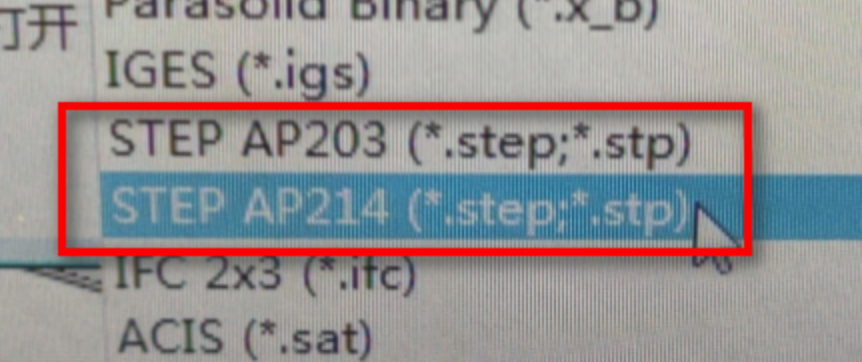 打开
Parasolid Binary (*.x_b)
IGES (*.igs)
STEP AP203 (*.step;*.stp)
STEP AP214 (*.step;*.stp)
IFC 2x3 (*.ifc)
ACIS (*.sat)